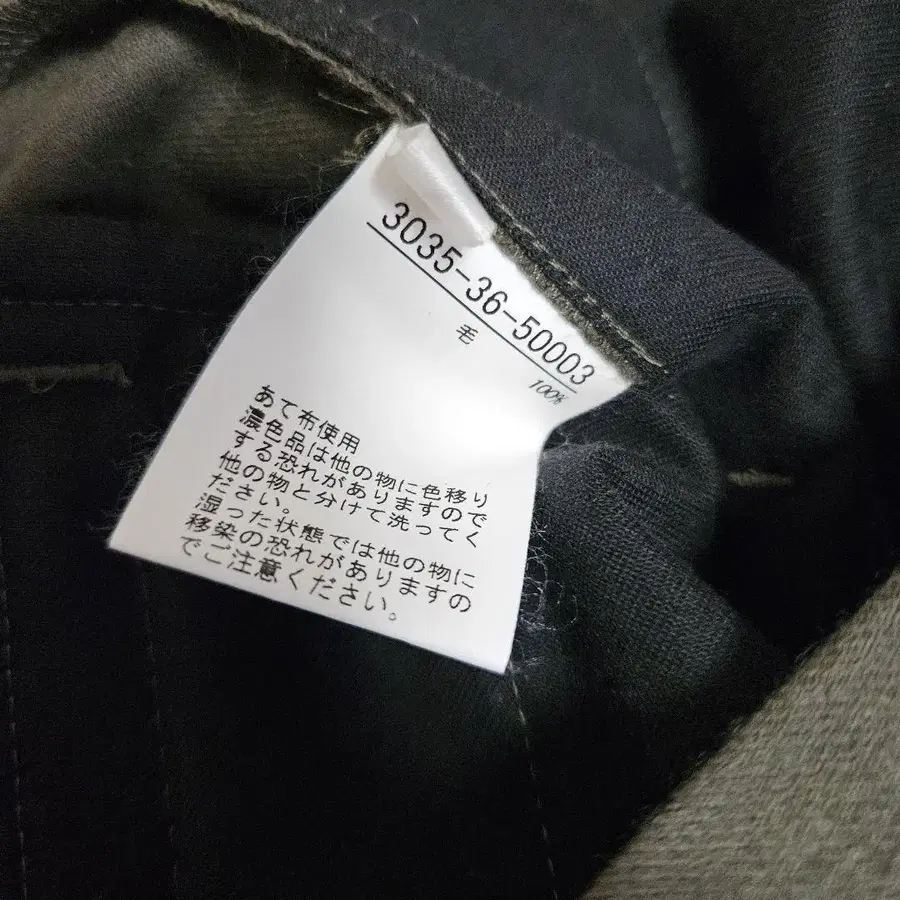 3035-36-50003
毛
100%
あて布使用
濃色品は他の物に色移り
する恐れがありますので
他の物と分けて洗ってく
ださい。
湿った状態では他の物に
移染の恐れがありますの
でご注意ください。